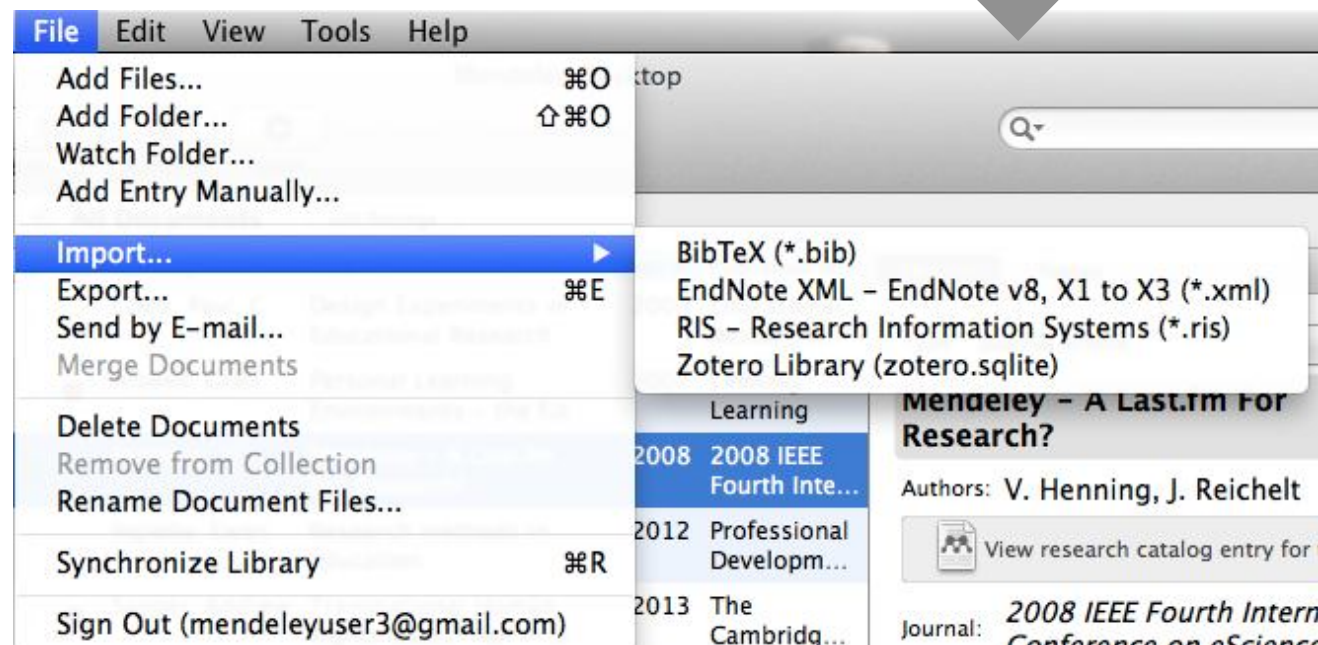 File Edit View Tools Help
Add Files... ⌘O
Add Folder... ⇧⌘O
Watch Folder...
Add Entry Manually...
Import...
Export... ⌘E
Send by E-mail...
Merge Documents
Delete Documents
Remove from Collection
Rename Document Files...
Synchronize Library ⌘R
Sign Out (mendeleyuser3@gmail.com)
BibTeX (*.bib)
EndNote XML – EndNote v8, X1 to X3 (*.xml)
RIS – Research Information Systems (*.ris)
Zotero Library (zotero.sqlite)
Learning
2008 2008 IEEE
Fourth Inte...
2012 Professional
Developm...
2013 The
Cambridg...
Mendeley – A Last.fm For
Research?
Authors: V. Henning, J. Reichelt
View research catalog entry for
Journal: 2008 IEEE Fourth Intern
Conference on eScience